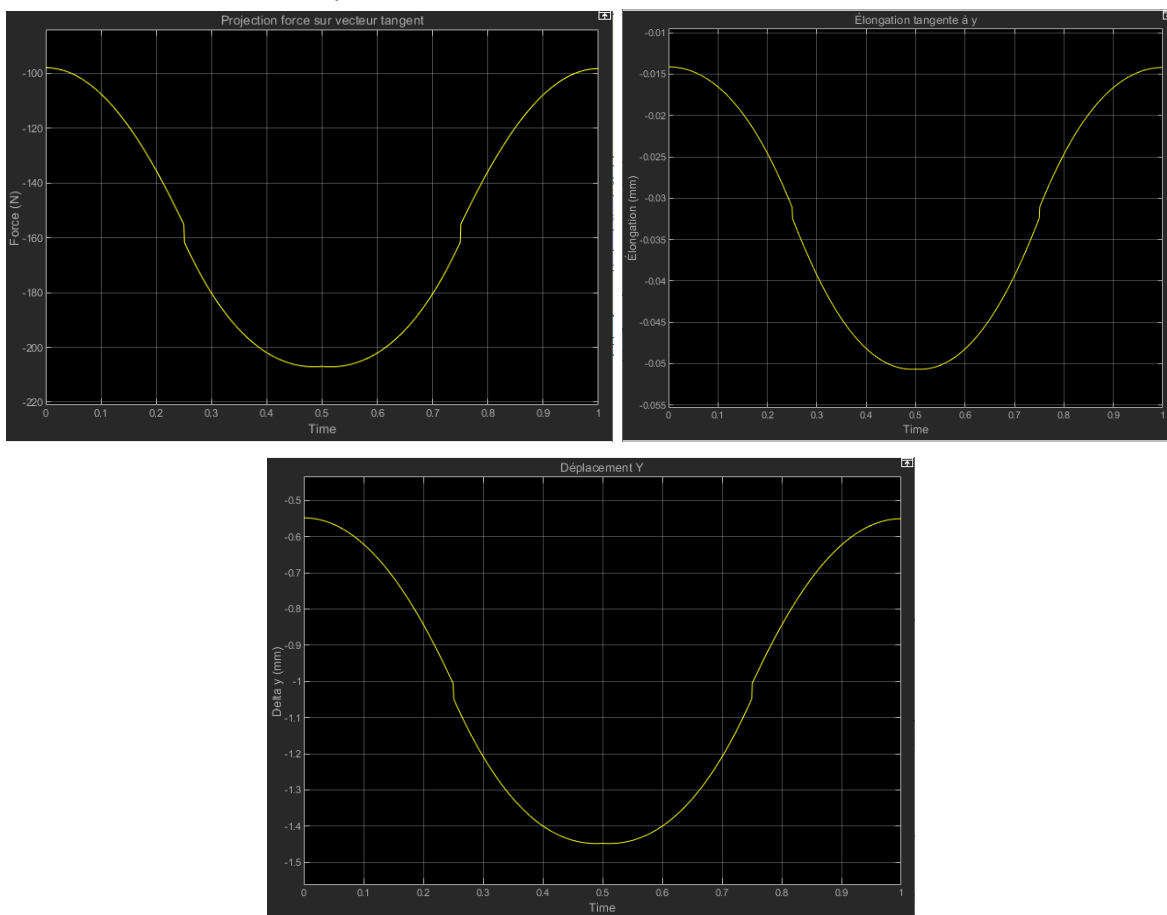 Projection force sur vecteur tangent
Force (N)
-100
-120
-140
-160
-180
-200
-220
0 0.1 0.2 0.3 0.4 0.5 0.6 0.7 0.8 0.9 1
Time
Élongation tangente à y
Élongation (mm)
-0.01
-0.015
-0.02
-0.025
-0.03
-0.035
-0.04
-0.045
-0.05
-0.055
0 0.1 0.2 0.3 0.4 0.5 0.6 0.7 0.8 0.9 1
Time
Déplacement Y
Delta y (mm)
-0.5
-0.6
-0.7
-0.8
-0.9
-1
-1.1
-1.2
-1.3
-1.4
-1.5
0 0.1 0.2 0.3 0.4 0.5 0.6 0.7 0.8 0.9 1
Time